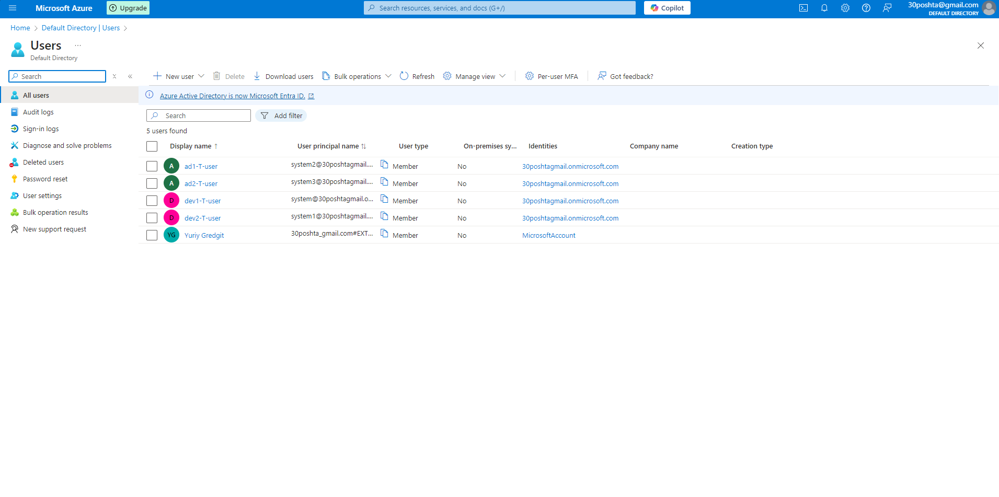 Microsoft Azure
Upgrade
Search resources, services, and docs (G+/)
Copilot
30poshta@gmail.com
DEFAULT DIRECTORY
Home > Default Directory | Users >
Users ...
Default Directory
Search
New user
Delete
Download users
Bulk operations
Refresh
Manage view
Per-user MFA
Got feedback?
All users
Audit logs
Sign-in logs
Diagnose and solve problems
Deleted users
Password reset
User settings
Bulk operation results
New support request
Azure Active Directory is now Microsoft Entra ID.
Search
Add filter
5 users found
Display name ↑ User principal name ↑↓ User type On-premises sy... Identities Company name Creation type
A ad1-T-user system2@30poshtagmail.... Member No 30poshtagmail.onmicrosoft.com
A ad2-T-user system3@30poshtagmail.... Member No 30poshtagmail.onmicrosoft.com
D dev1-T-user system@30poshtagmail.o... Member No 30poshtagmail.onmicrosoft.com
D dev2-T-user system1@30poshtagmail.... Member No 30poshtagmail.onmicrosoft.com
YG Yuriy Gredgit 30poshta_gmail.com#EXT... Member No MicrosoftAccount